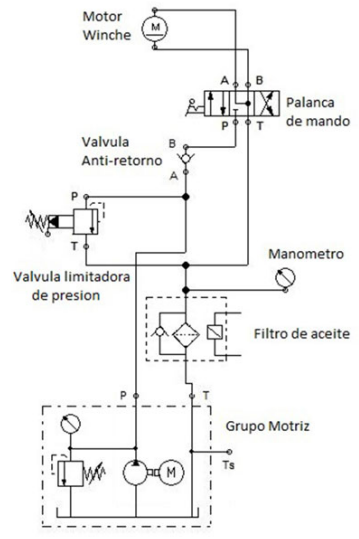 Motor
Winche
M
A B
T
Palanca
de mando
P T
Valvula
Anti-retorno
B
A
P
T
Valvula limitadora
de presion
Manometro
Filtro de aceite
P T
Grupo Motriz
M
Ts